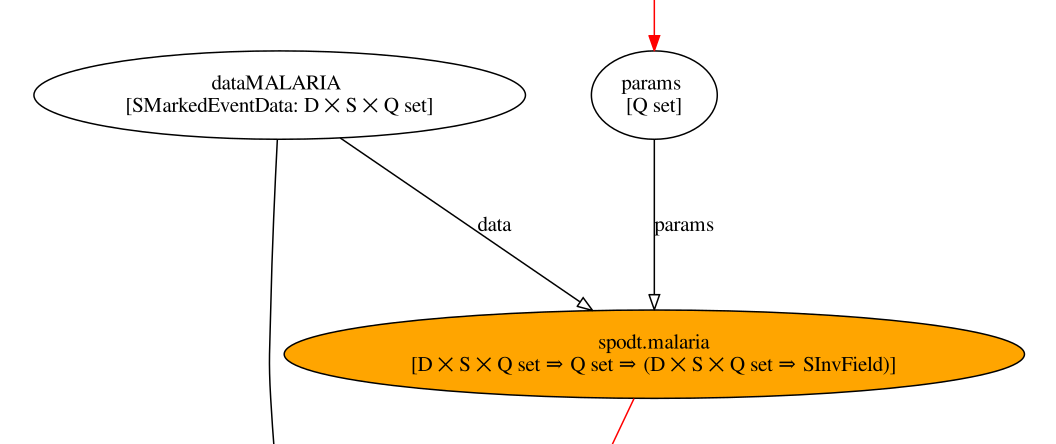 dataMALARIA
[SMarkedEventData: D ⨉ S ⨉ Q set]
params
[Q set]
data
params
spodt.malaria
[D ⨉ S ⨉ Q set ⇒ Q set ⇒ (D ⨉ S ⨉ Q set ⇒ SInvField)]